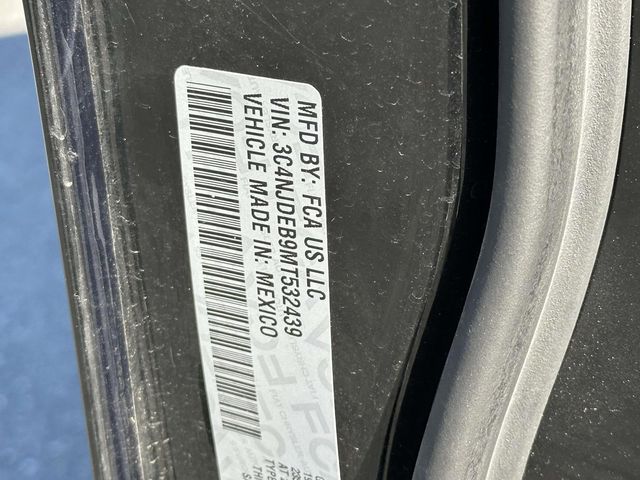 MFD BY: FCA US LLC
VIN: 3C4NJDEB9MT532439
VEHICLE MADE IN: MEXICO